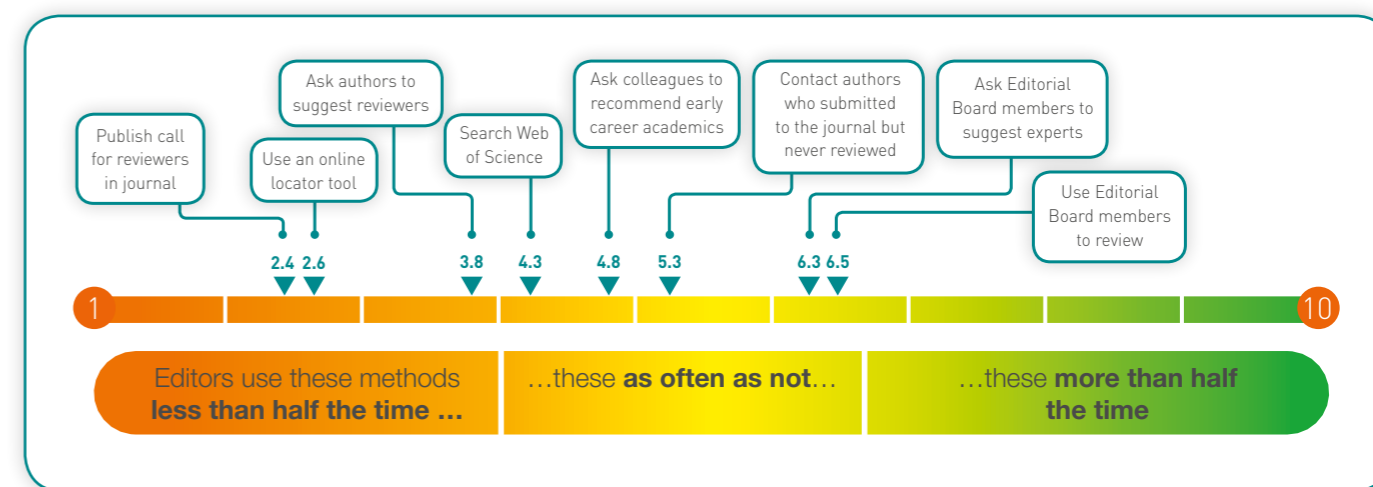 Publish call
for reviewers
in journal
Use an online
locator tool
Ask authors to
suggest reviewers
Search Web
of Science
Ask colleagues to
recommend early
career academics
Contact authors
who submitted
to the journal but
never reviewed
Ask Editorial
Board members to
suggest experts
Use Editorial
Board members
to review
2.4 2.6 3.8 4.3 4.8 5.3 6.3 6.5
1 10
Editors use these methods
less than half the time ...
...these as often as not...
...these more than half
the time